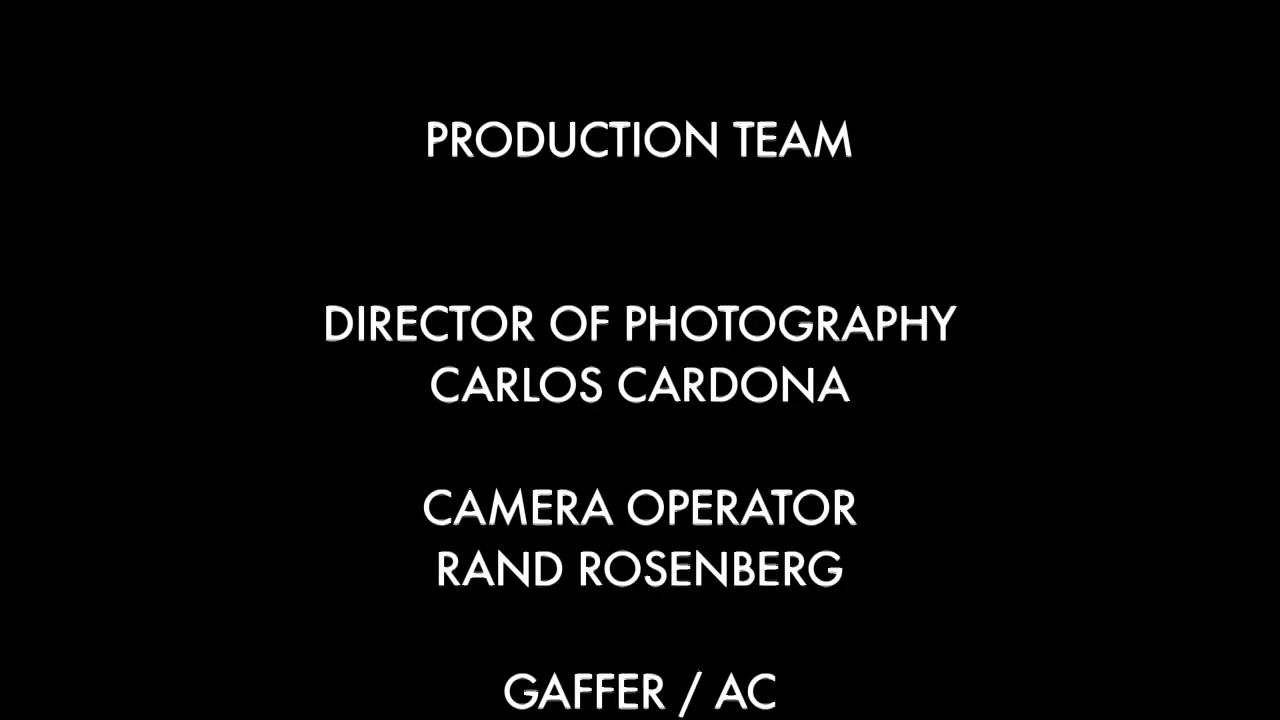 PRODUCTION TEAM
DIRECTOR OF PHOTOGRAPHY
CARLOS CARDONA
CAMERA OPERATOR
RAND ROSENBERG
GAFFER / AC